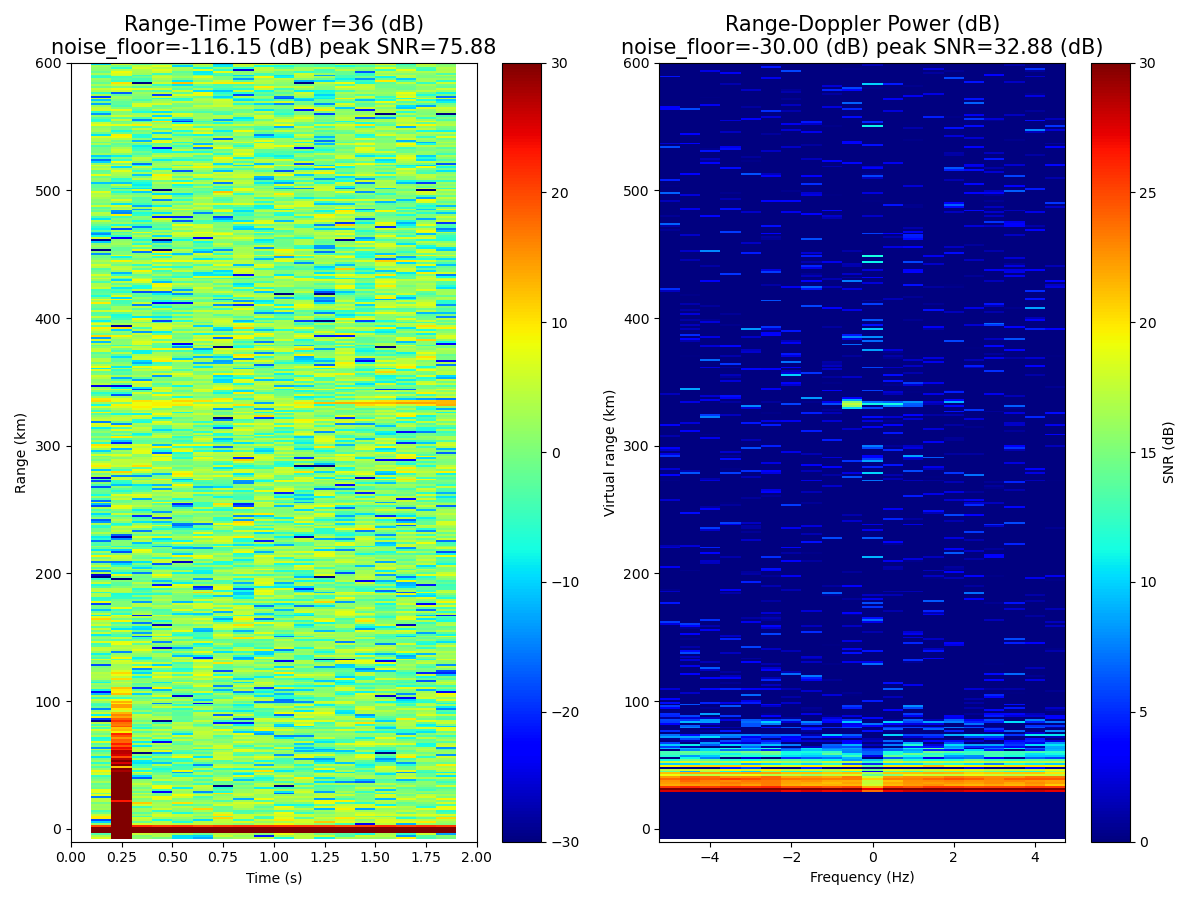 Range-Time Power f=36 (dB)
noise_floor=-116.15 (dB) peak SNR=75.88
Range-Doppler Power (dB)
noise_floor=-30.00 (dB) peak SNR=32.88 (dB)
600
500
400
300
200
100
0
Range (km)
0.00 0.25 0.50 0.75 1.00 1.25 1.50 1.75 2.00
Time (s)
30
20
10
0
−10
−20
−30
600
500
400
300
200
100
0
Virtual range (km)
−4 −2 0 2 4
Frequency (Hz)
30
25
20
15
10
5
0
SNR (dB)